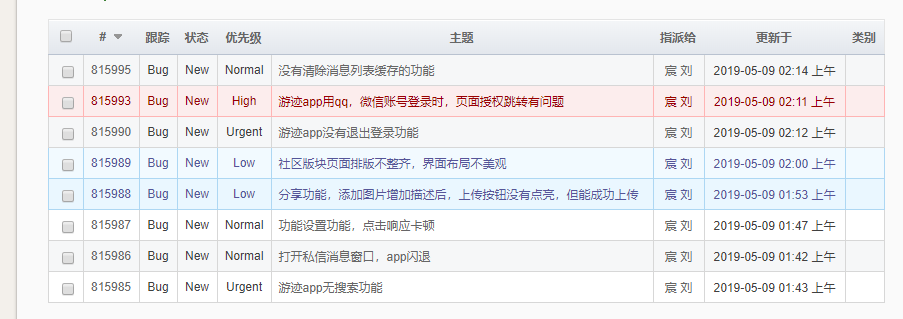 # 跟踪 状态 优先级 主题 指派给 更新于 类别
815995 Bug New Normal 没有清除消息列表缓存的功能 宸 刘 2019-05-09 02:14 上午
815993 Bug New High 游迹app用qq，微信账号登录时，页面授权跳转有问题 宸 刘 2019-05-09 02:11 上午
815990 Bug New Urgent 游迹app没有退出登录功能 宸 刘 2019-05-09 02:12 上午
815989 Bug New Low 社区版块页面排版不整齐，界面布局不美观 宸 刘 2019-05-09 02:00 上午
815988 Bug New Low 分享功能，添加图片增加描述后，上传按钮没有点亮，但能成功上传 宸 刘 2019-05-09 01:53 上午
815987 Bug New Normal 功能设置功能，点击响应卡顿 宸 刘 2019-05-09 01:47 上午
815986 Bug New Normal 打开私信消息窗口，app闪退 宸 刘 2019-05-09 01:42 上午
815985 Bug New Urgent 游迹app无搜索功能 宸 刘 2019-05-09 01:43 上午